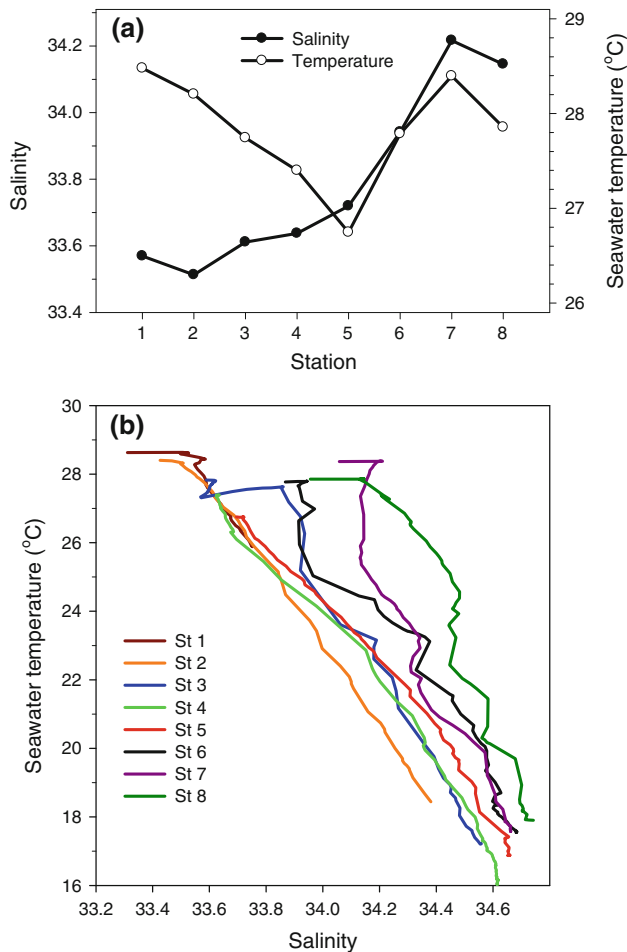 (a)
Salinity
Temperature
34.2
34.0
33.8
33.6
33.4
Salinity
29
28
27
26
Seawater temperature (°C)
1 2 3 4 5 6 7 8
Station
(b)
30
28
26
24
22
20
18
16
Seawater temperature (°C)
St 1
St 2
St 3
St 4
St 5
St 6
St 7
St 8
33.2 33.4 33.6 33.8 34.0 34.2 34.4 34.6
Salinity